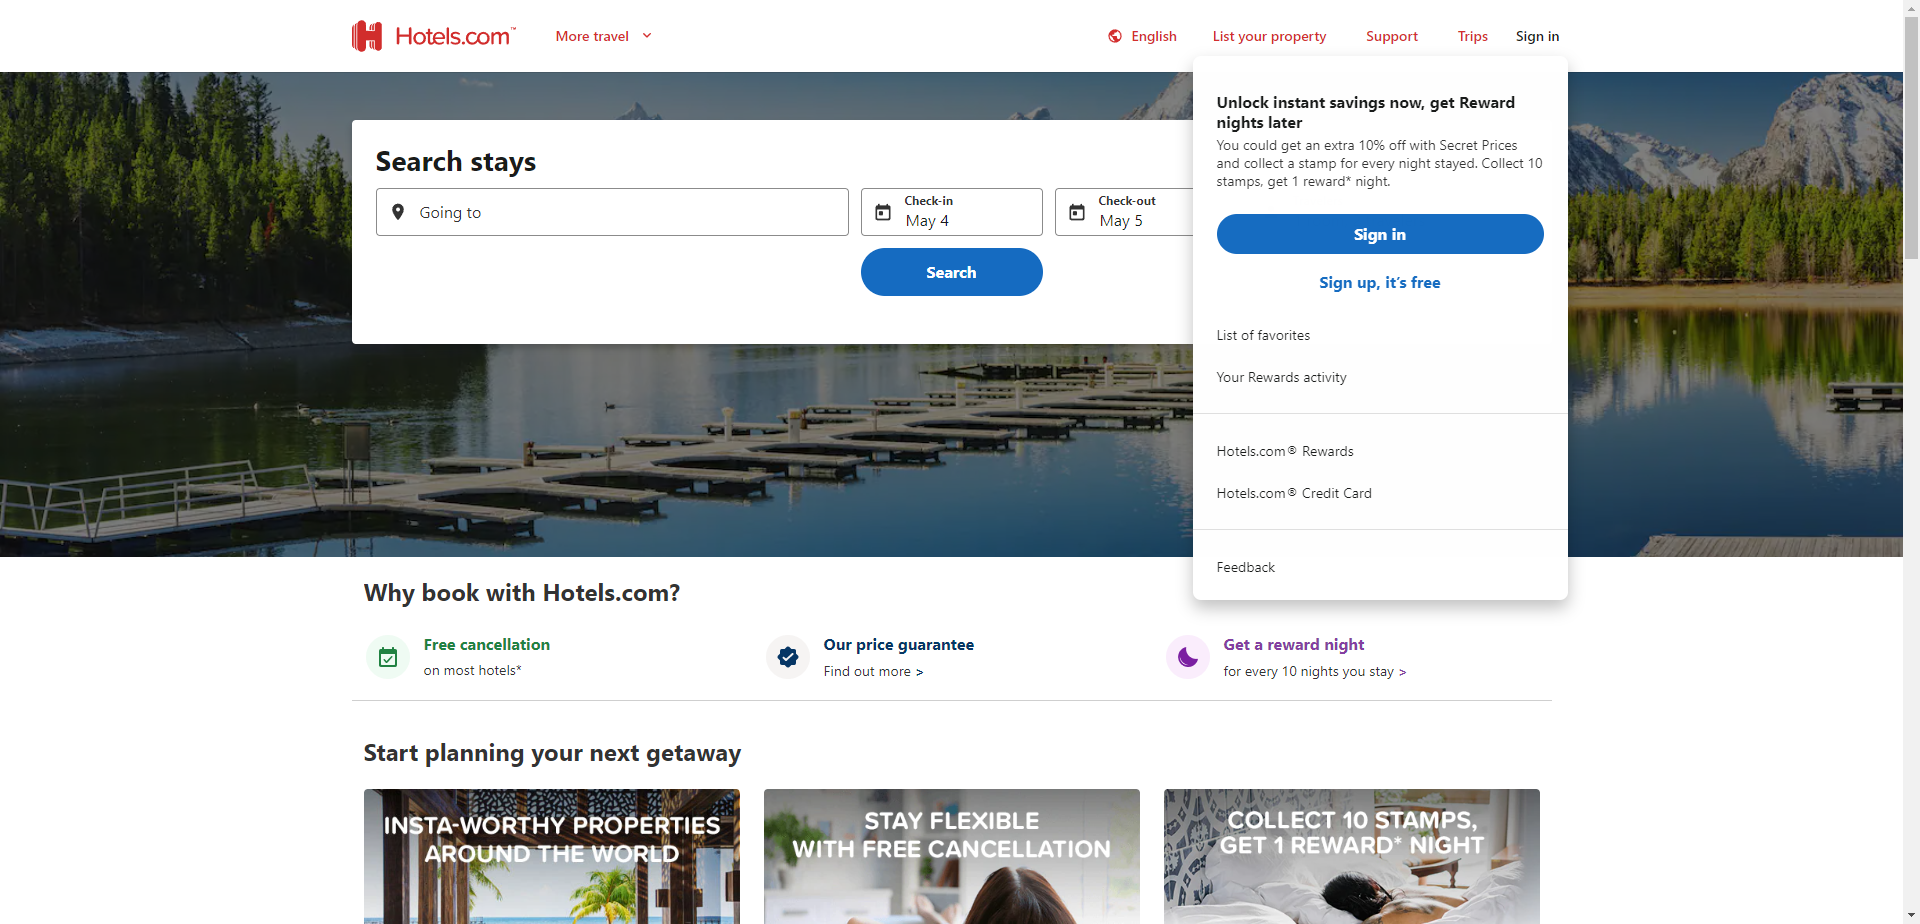 Hotels.com™
More travel
English
List your property
Support
Trips
Sign in
Search stays
Going to
Check-in
May 4
Check-out
May 5
Search
Unlock instant savings now, get Reward
nights later
You could get an extra 10% off with Secret Prices
and collect a stamp for every night stayed. Collect 10
stamps, get 1 reward* night.
Sign in
Sign up, it’s free
List of favorites
Your Rewards activity
Hotels.com® Rewards
Hotels.com® Credit Card
Feedback
Why book with Hotels.com?
Free cancellation
on most hotels*
Our price guarantee
Find out more >
Get a reward night
for every 10 nights you stay >
Start planning your next getaway
INSTA-WORTHY PROPERTIES
AROUND THE WORLD
STAY FLEXIBLE
WITH FREE CANCELLATION
COLLECT 10 STAMPS,
GET 1 REWARD* NIGHT